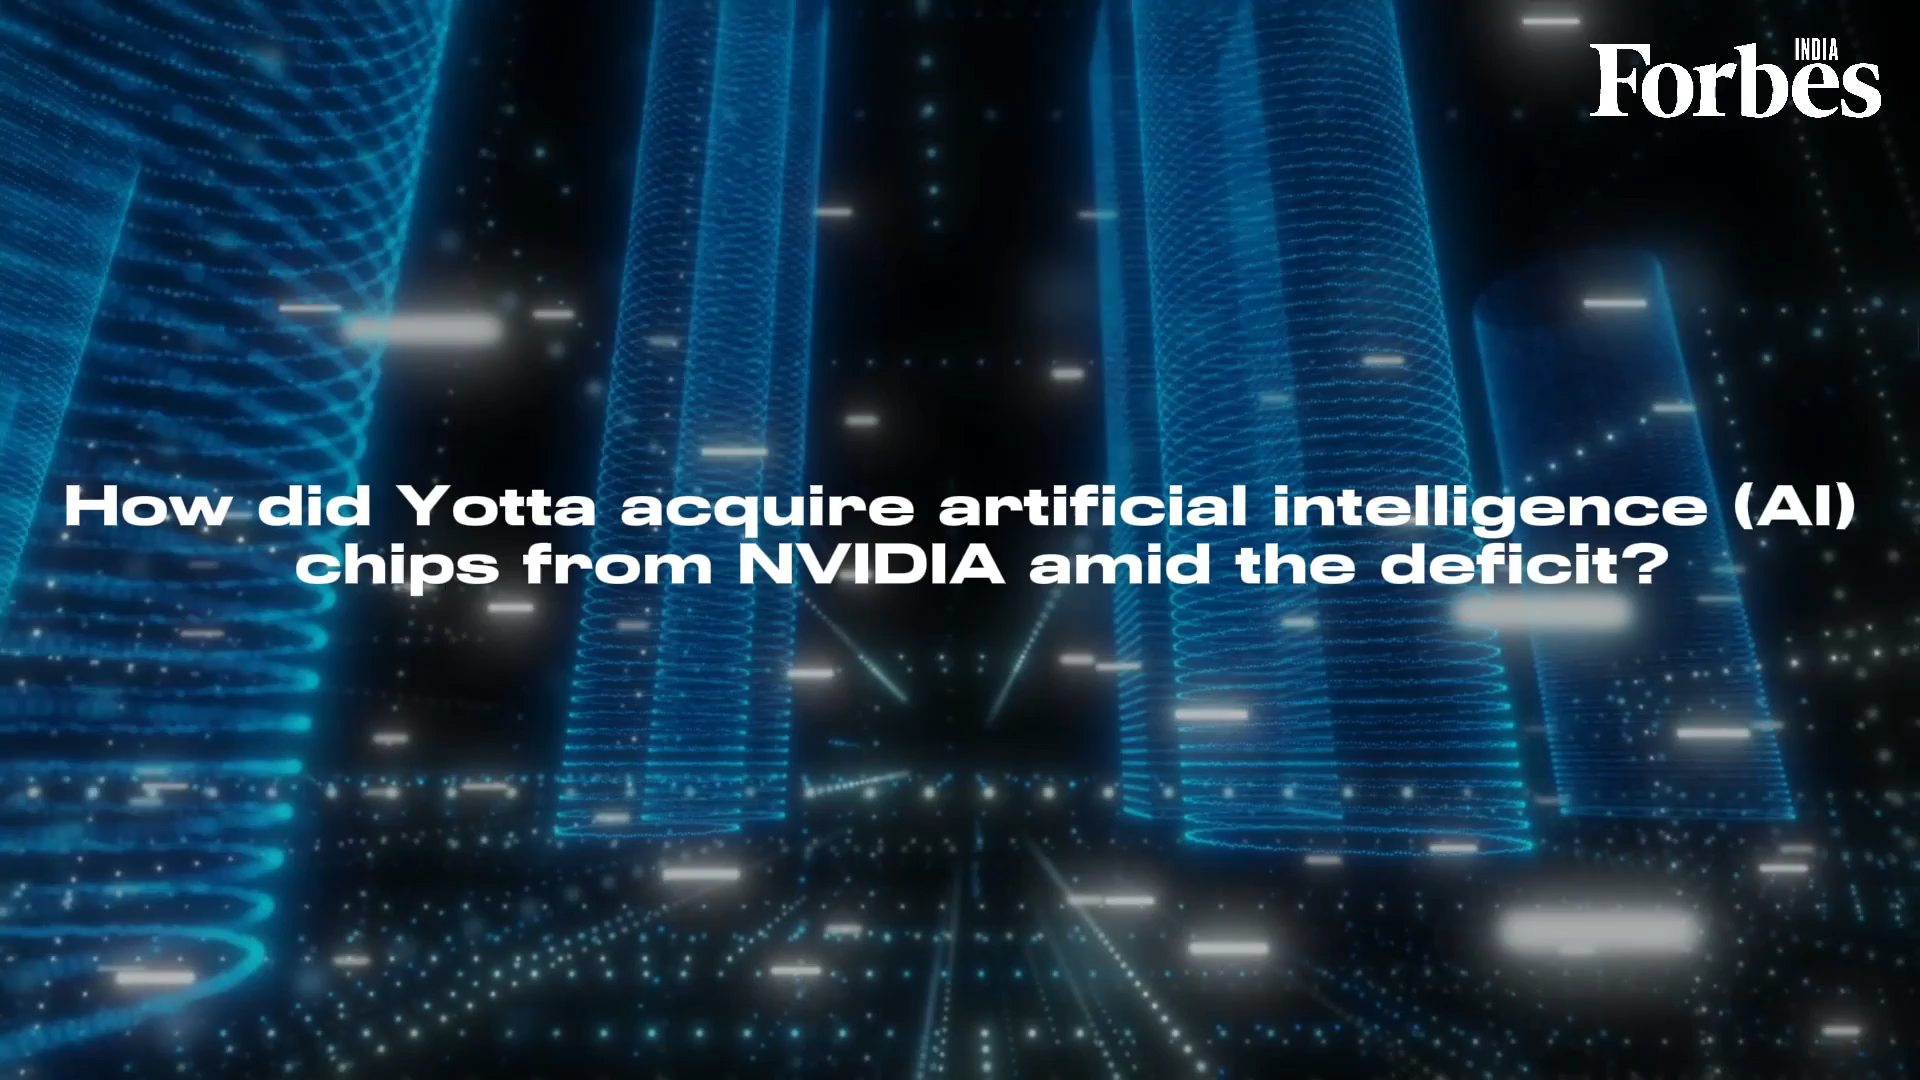 Forbes
INDIA
How did Yotta acquire artificial intelligence (AI)
chips from NVIDIA amid the deficit?